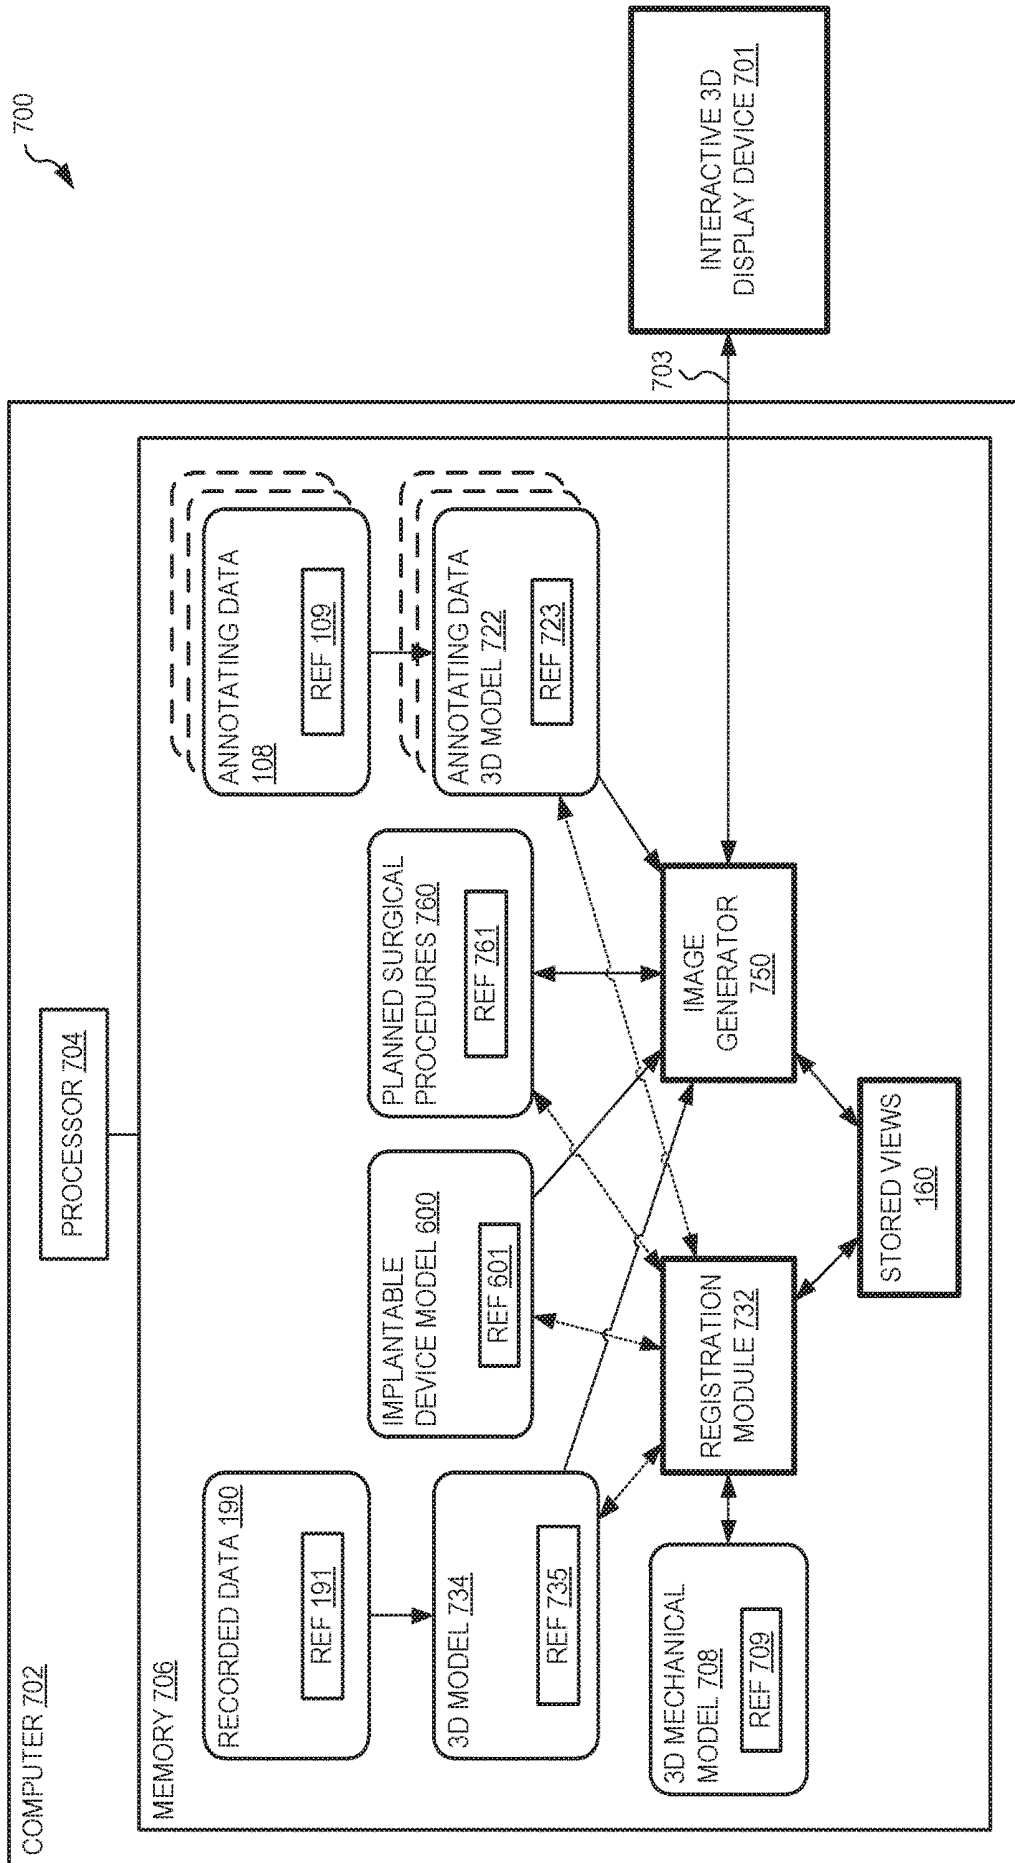 700
COMPUTER 702
PROCESSOR 704
MEMORY 706
RECORDED DATA 190
REF 191
IMPLANTABLE
DEVICE MODEL 600
REF 601
PLANNED SURGICAL
PROCEDURES 760
REF 761
ANNOTATING DATA
108
REF 109
3D MODEL 734
REF 735
ANNOTATING DATA
3D MODEL 722
REF 723
3D MECHANICAL
MODEL 708
REF 709
REGISTRATION
MODULE 732
IMAGE
GENERATOR
750
703
INTERACTIVE 3D
DISPLAY DEVICE 701
STORED VIEWS
160